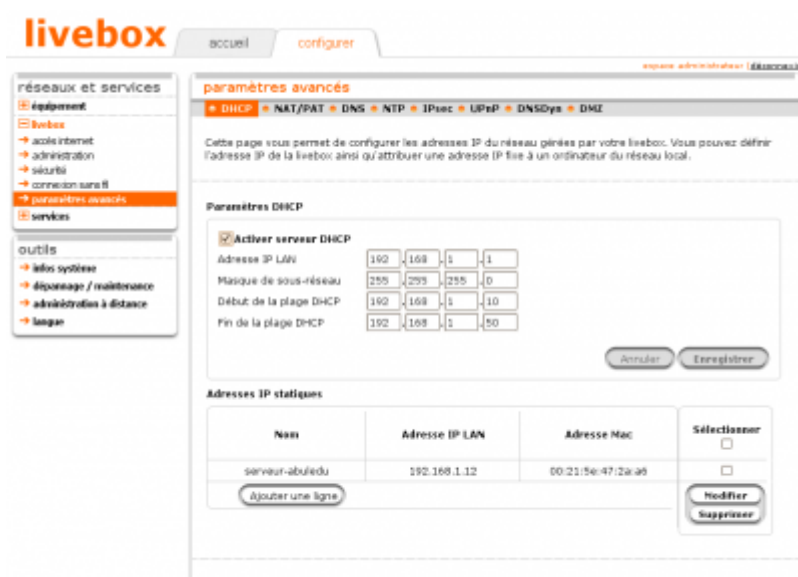 livebox
accueil
configurer
espace administrateur
réseaux et services
équipement
livebox
accès internet
administration
sécurité
connexion sans fil
paramètres avancés
services
outils
infos système
dépannage / maintenance
administration à distance
langue
paramètres avancés
DHCP NAT/PAT DNS NTP IPsec UPnP DNSDyn DMZ
Cette page vous permet de configurer les adresses IP du réseau gérées par votre livebox. Vous pouvez définir
l'adresse IP de la livebox ainsi qu'attribuer une adresse IP fixe à un ordinateur du réseau local.
Paramètres DHCP
Activer serveur DHCP
Adresse IP LAN 192 . 168 . 1 . 1
Masque de sous-réseau 255 . 255 . 255 . 0
Début de la plage DHCP 192 . 168 . 1 . 10
Fin de la plage DHCP 192 . 168 . 1 . 50
Annuler Enregistrer
Adresses IP statiques
Nom Adresse IP LAN Adresse Mac Sélectionner
serveur-abuledu 192.168.1.12 00:21:5e:47:2a:a6
Ajouter une ligne
Modifier
Supprimer